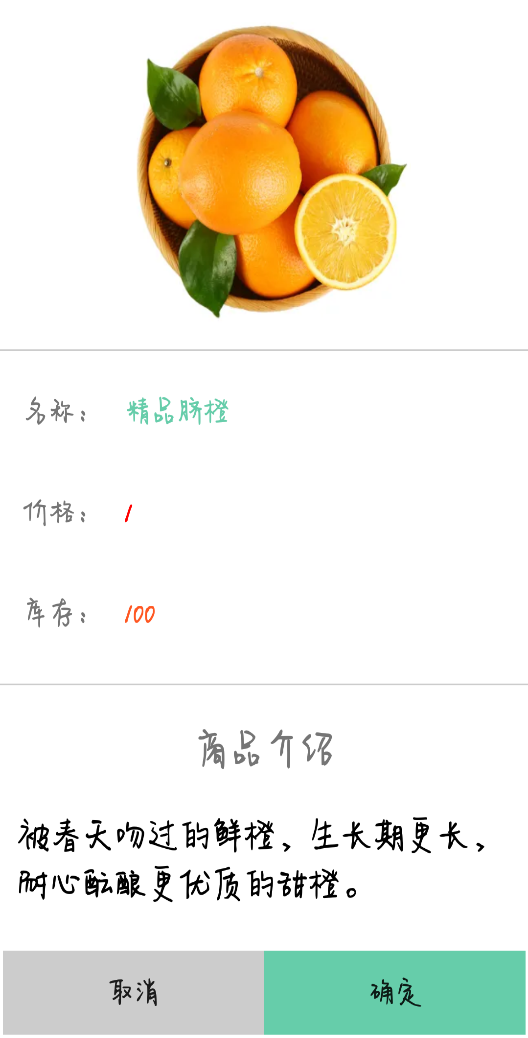 名称： 精品脐橙
价格： 1
库存： 100
商品介绍
被春天吻过的鲜橙，生长期更长，
耐心酝酿更优质的甜橙。
取消 确定